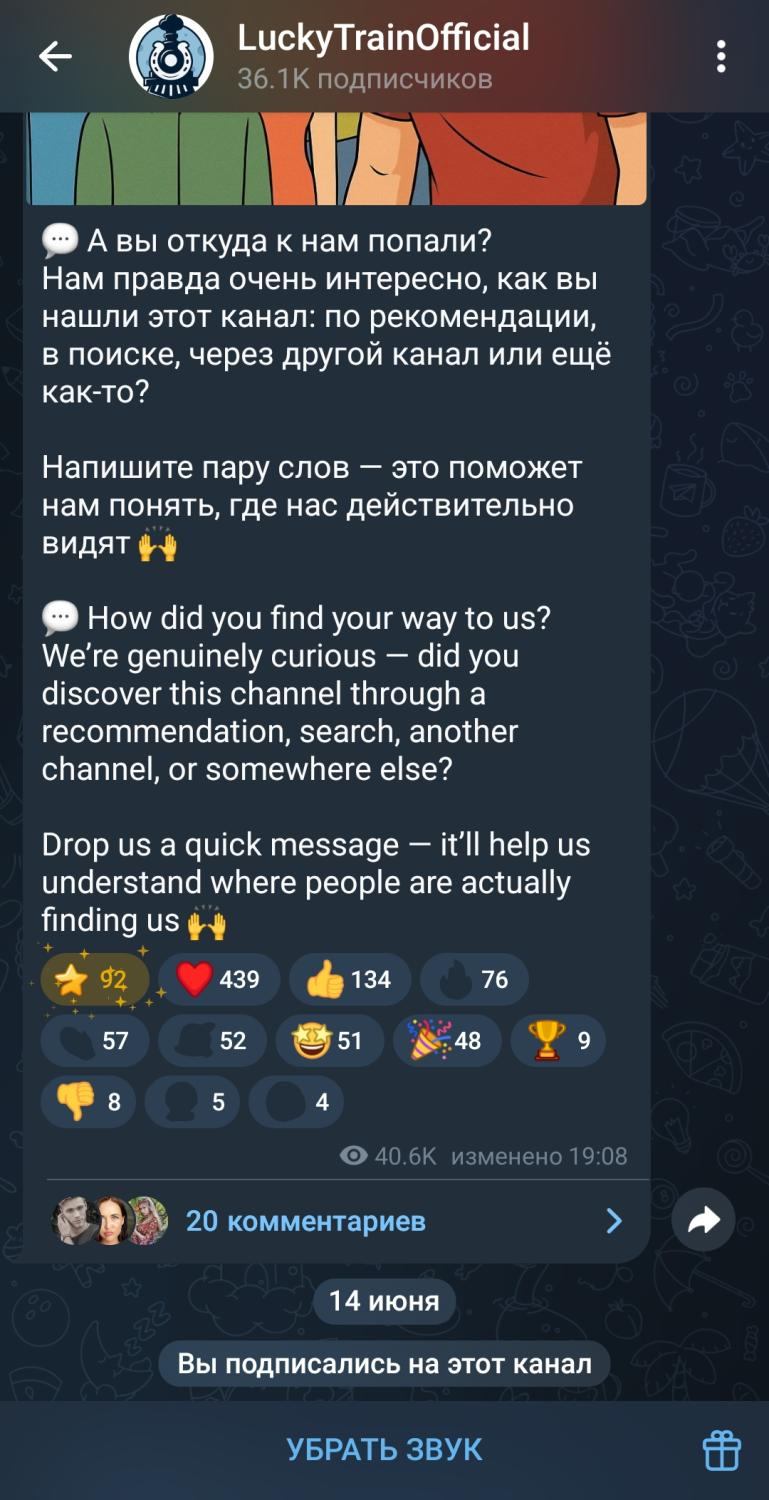 LuckyTrainOfficial
36.1K подписчиков
А вы откуда к нам попали?
Нам правда очень интересно, как вы
нашли этот канал: по рекомендации,
в поиске, через другой канал или ещё
как-то?
Напишите пару слов — это поможет
нам понять, где нас действительно
видят 🙌
💬 How did you find your way to us?
We’re genuinely curious — did you
discover this channel through a
recommendation, search, another
channel, or somewhere else?
Drop us a quick message — it’ll help us
understand where people are actually
finding us 🙌
92 439 134 76
57 52 51 48 9
8 5 4
40.6K изменено 19:08
20 комментариев
14 июня
Вы подписались на этот канал
УБРАТЬ ЗВУК